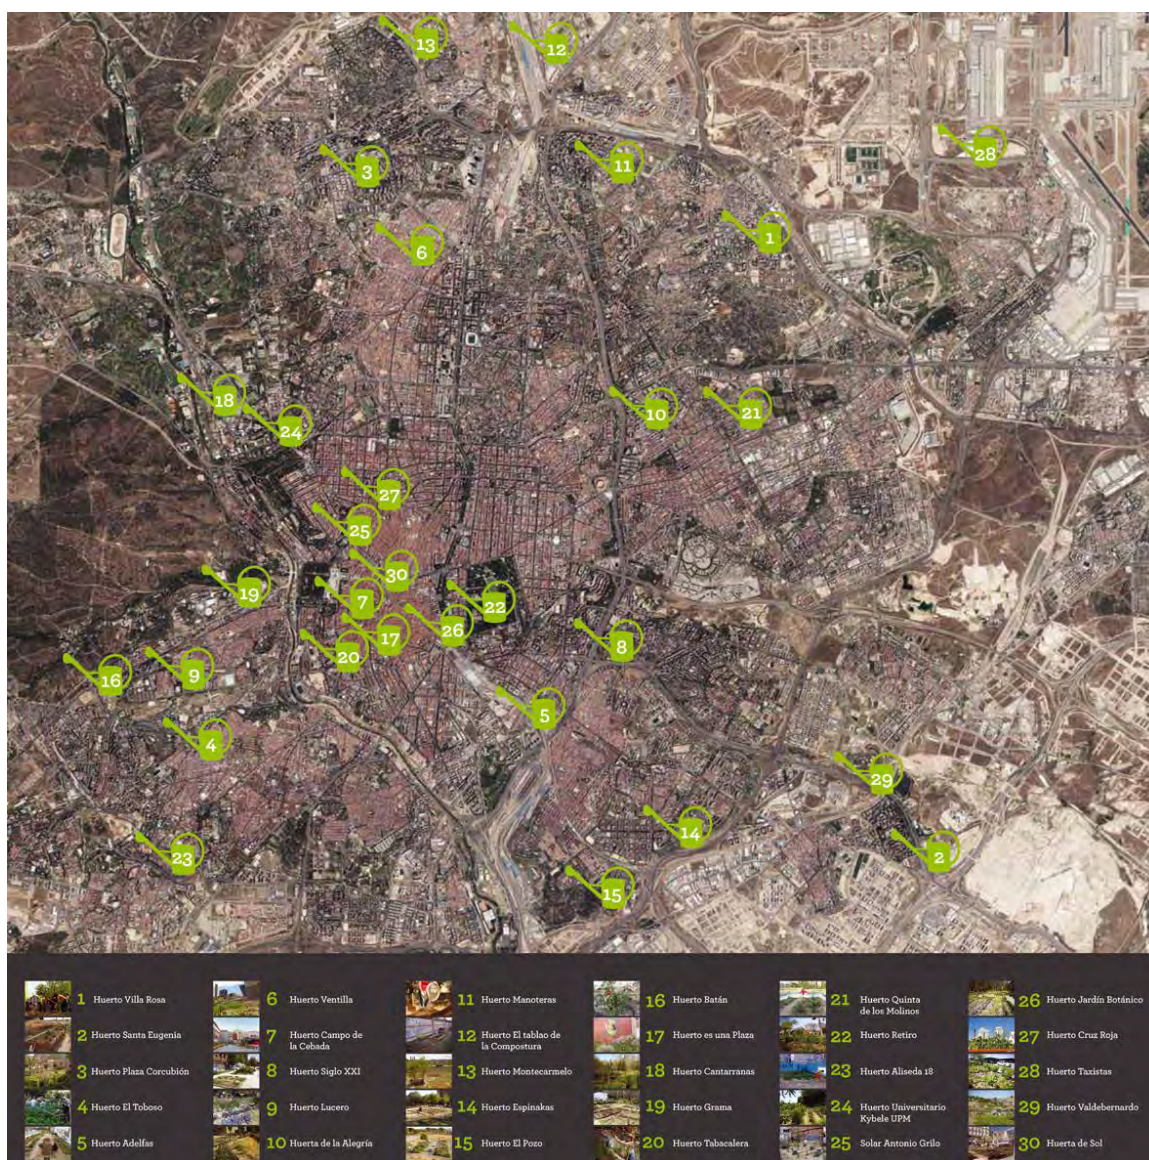 13
12
3
11
28
6
1
18
24
10
21
27
25
30
19
7
22
26
17
8
20
16
9
5
4
29
14
23
2
15
1 Huerto Villa Rosa
2 Huerto Santa Eugenia
3 Huerto Plaza Corcubión
4 Huerto El Toboso
5 Huerto Adelfas
6 Huerto Ventilla
7 Huerto Campo de
la Cebada
8 Huerto Siglo XXI
9 Huerto Lucero
10 Huerta de la Alegría
11 Huerto Manoteras
12 Huerto El tablao de
la Compostura
13 Huerto Montecarmelo
14 Huerto Espinakas
15 Huerto El Pozo
16 Huerto Batán
17 Huerto es una Plaza
18 Huerto Cantarranas
19 Huerto Grama
20 Huerto Tabacalera
21 Huerto Quinta
de los Molinos
22 Huerto Retiro
23 Huerto Aliseda 18
24 Huerto Universitario
Kybele UPM
25 Solar Antonio Grilo
26 Huerto Jardín Botánico
27 Huerto Cruz Roja
28 Huerto Taxistas
29 Huerto Valdebernardo
30 Huerta de Sol